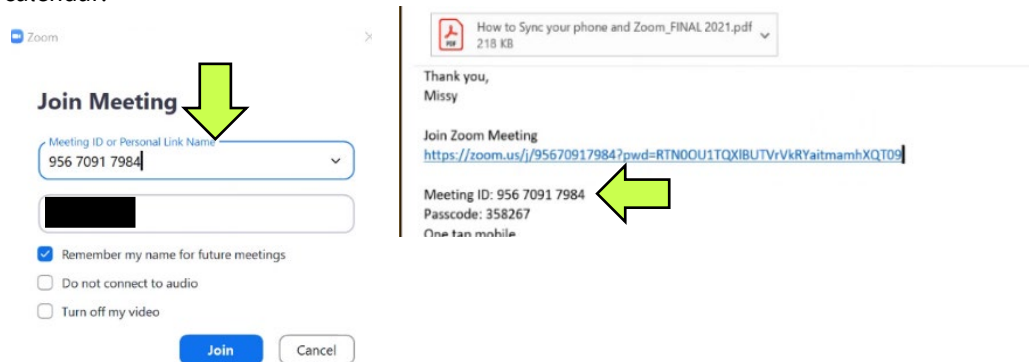 Zoom
Join Meeting
Meeting ID or Personal Link Name
956 7091 7984
Remember my name for future meetings
Do not connect to audio
Turn off my video
Join Cancel
How to Sync your phone and Zoom_FINAL 2021.pdf
PDF
218 KB
Thank you,
Missy
Join Zoom Meeting
https://zoom.us/j/95670917984?pwd=RTN0OU1TQXlBUTVrVkRYaitmamhXQT09
Meeting ID: 956 7091 7984
Passcode: 358267
One tap mobile